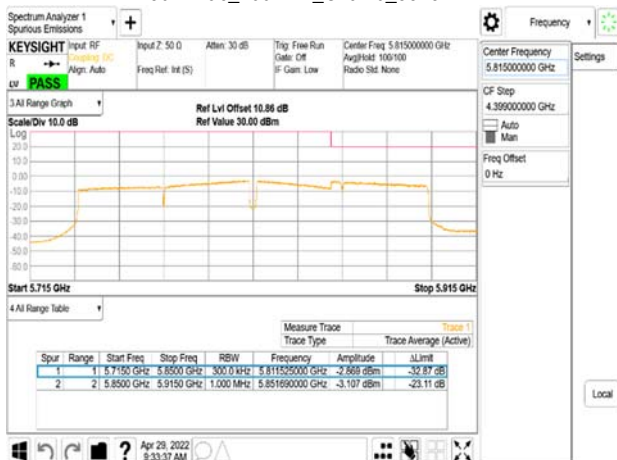 Spectrum Analyzer 1
Spurious Emissions
Frequency
KEYSIGHT
Input: RF
Coupling: DC
Align: Auto
Input Z: 50 Ω
Freq Ref: Int (S)
Atten: 30 dB
Trig: Free Run
Gate: Off
IF Gain: Low
Center Freq: 5.815000000 GHz
Avg|Hold: 100/100
Radio Std: None
R
PASS
Center Frequency
5.815000000 GHz
Settings
CF Step
4.399000000 GHz
Auto
Man
Freq Offset
0 Hz
3 All Range Graph
Ref Lvl Offset 10.86 dB
Scale/Div 10.0 dB
Ref Value 30.00 dBm
Log
20.0
10.0
0.00
-10.0
-20.0
-30.0
-40.0
-50.0
-60.0
Start 5.715 GHz
Stop 5.915 GHz
4 All Range Table
Measure Trace
Trace 1
Trace Type
Trace Average (Active)
Spur Range Start Freq Stop Freq RBW Frequency Amplitude ΔLimit
1 1 5.7150 GHz 5.8500 GHz 300.0 kHz 5.811525000 GHz -2.869 dBm -32.87 dB
2 2 5.8500 GHz 5.9150 GHz 1.000 MHz 5.851690000 GHz -3.107 dBm -23.11 dB
Local
?
Apr 29, 2022
9:33:37 AM